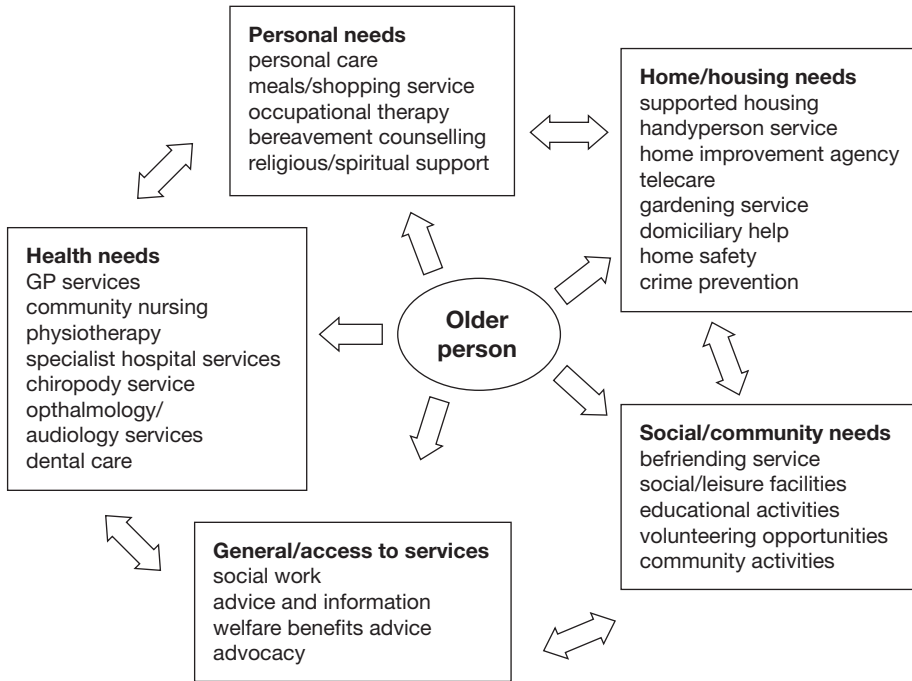 Personal needs
personal care
meals/shopping service
occupational therapy
bereavement counselling
religious/spiritual support
Home/housing needs
supported housing
handyperson service
home improvement agency
telecare
gardening service
domiciliary help
home safety
crime prevention
Health needs
GP services
community nursing
physiotherapy
specialist hospital services
chiropody service
opthalmology/
audiology services
dental care
Older
person
Social/community needs
befriending service
social/leisure facilities
educational activities
volunteering opportunities
community activities
General/access to services
social work
advice and information
welfare benefits advice
advocacy